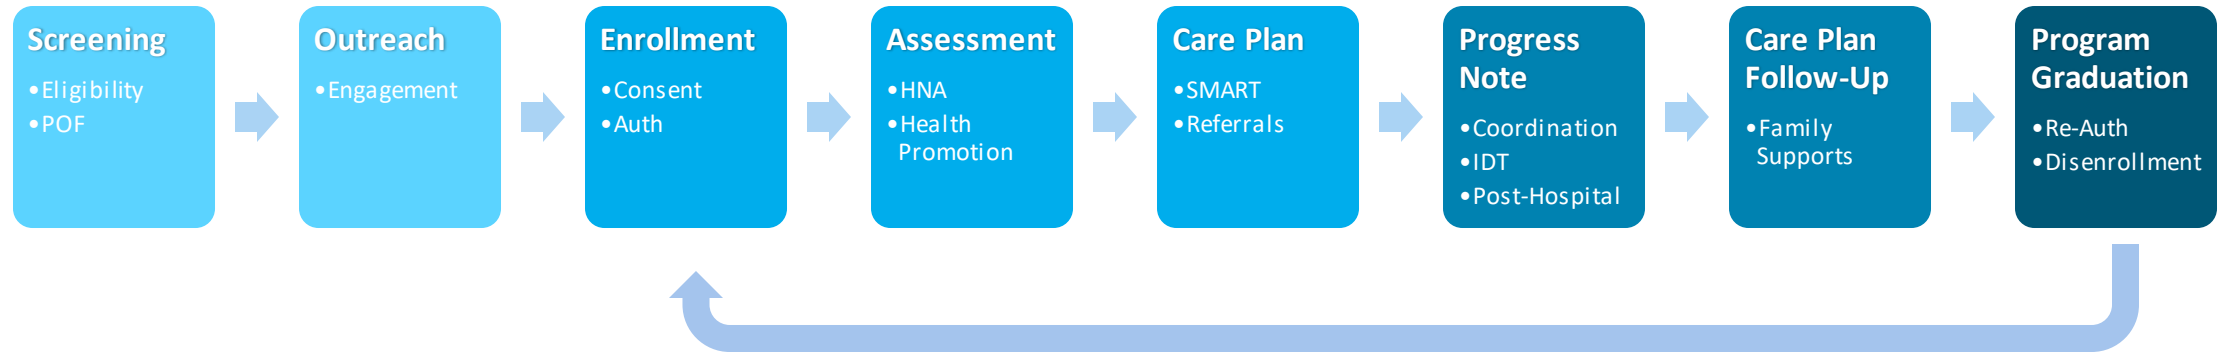 Screening
•Eligibility
•POF
Outreach
•Engagement
Enrollment
•Consent
•Auth
Assessment
•HNA
•Health
Promotion
Care Plan
•SMART
•Referrals
Progress
Note
•Coordination
•IDT
•Post-Hospital
Care Plan
Follow-Up
•Family
Supports
Program
Graduation
•Re-Auth
•Disenrollment